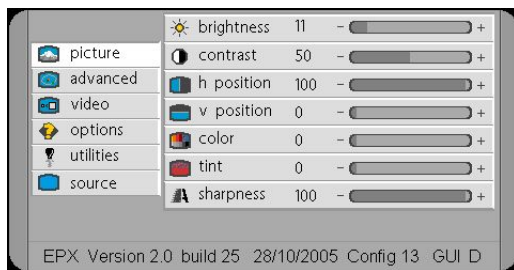 picture
advanced
video
options
utilities
source
brightness 11 - +
contrast 50 - +
h position 100 - +
v position 0 - +
color 0 - +
tint 0 - +
sharpness 100 - +
EPX Version 2.0 build 25 28/10/2005 Config 13 GUI D